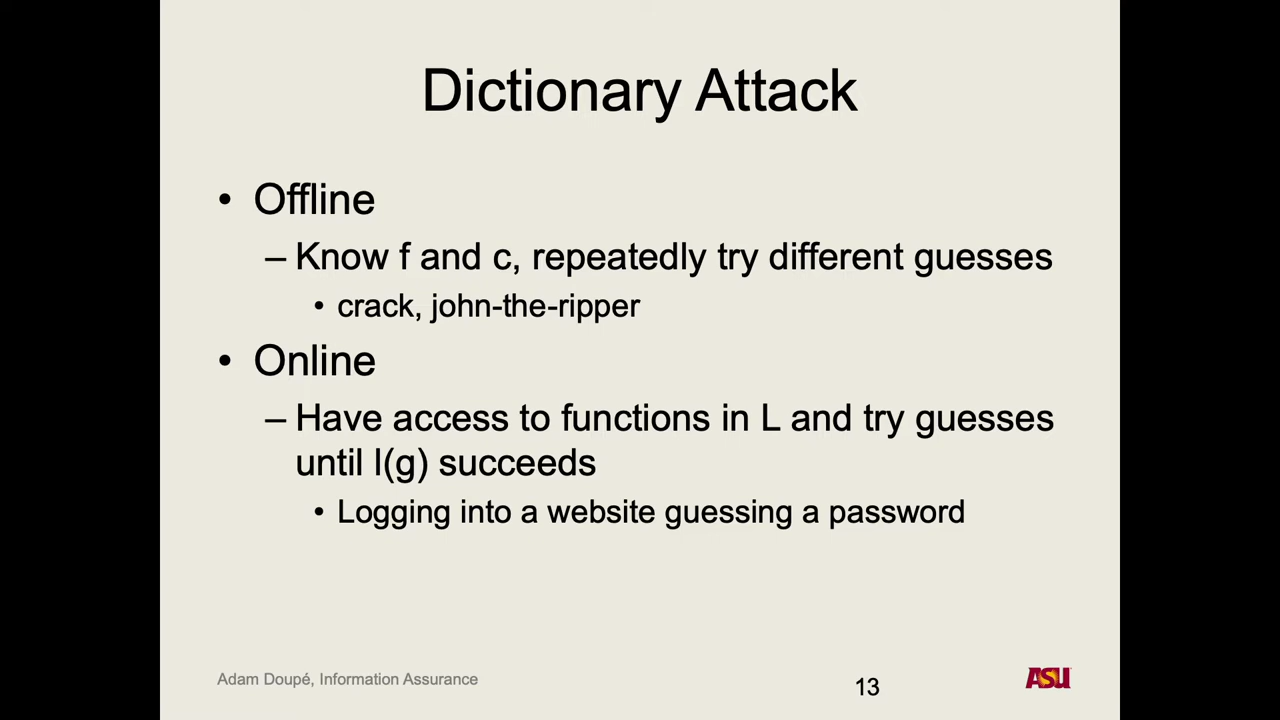 Dictionary Attack
• Offline
– Know f and c, repeatedly try different guesses
• crack, john-the-ripper
• Online
– Have access to functions in L and try guesses
until l(g) succeeds
• Logging into a website guessing a password
Adam Doupé, Information Assurance
13
ASU